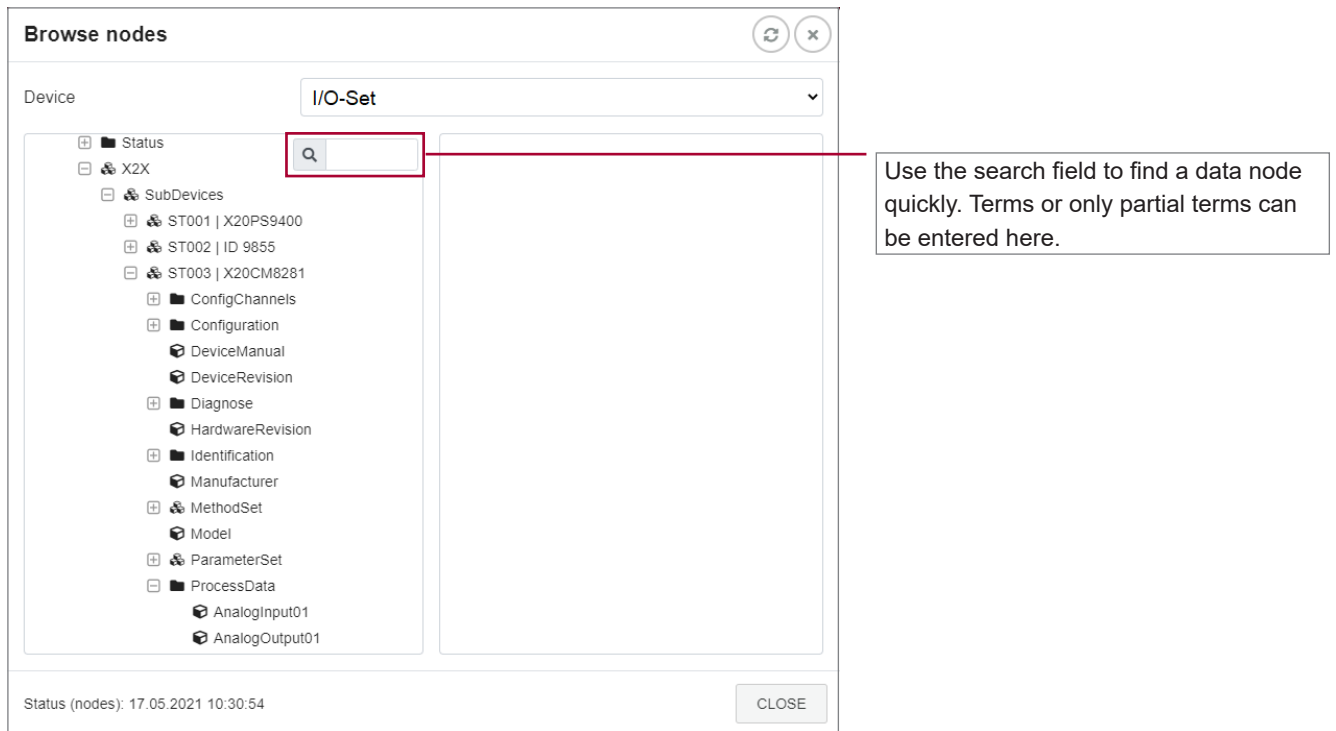 Browse nodes
Device
I/O-Set
Status
X2X
SubDevices
ST001 | X20PS9400
ST002 | ID 9855
ST003 | X20CM8281
ConfigChannels
Configuration
DeviceManual
DeviceRevision
Diagnose
HardwareRevision
Identification
Manufacturer
MethodSet
Model
ParameterSet
ProcessData
AnalogInput01
AnalogOutput01
Use the search field to find a data node
quickly. Terms or only partial terms can
be entered here.
Status (nodes): 17.05.2021 10:30:54
CLOSE